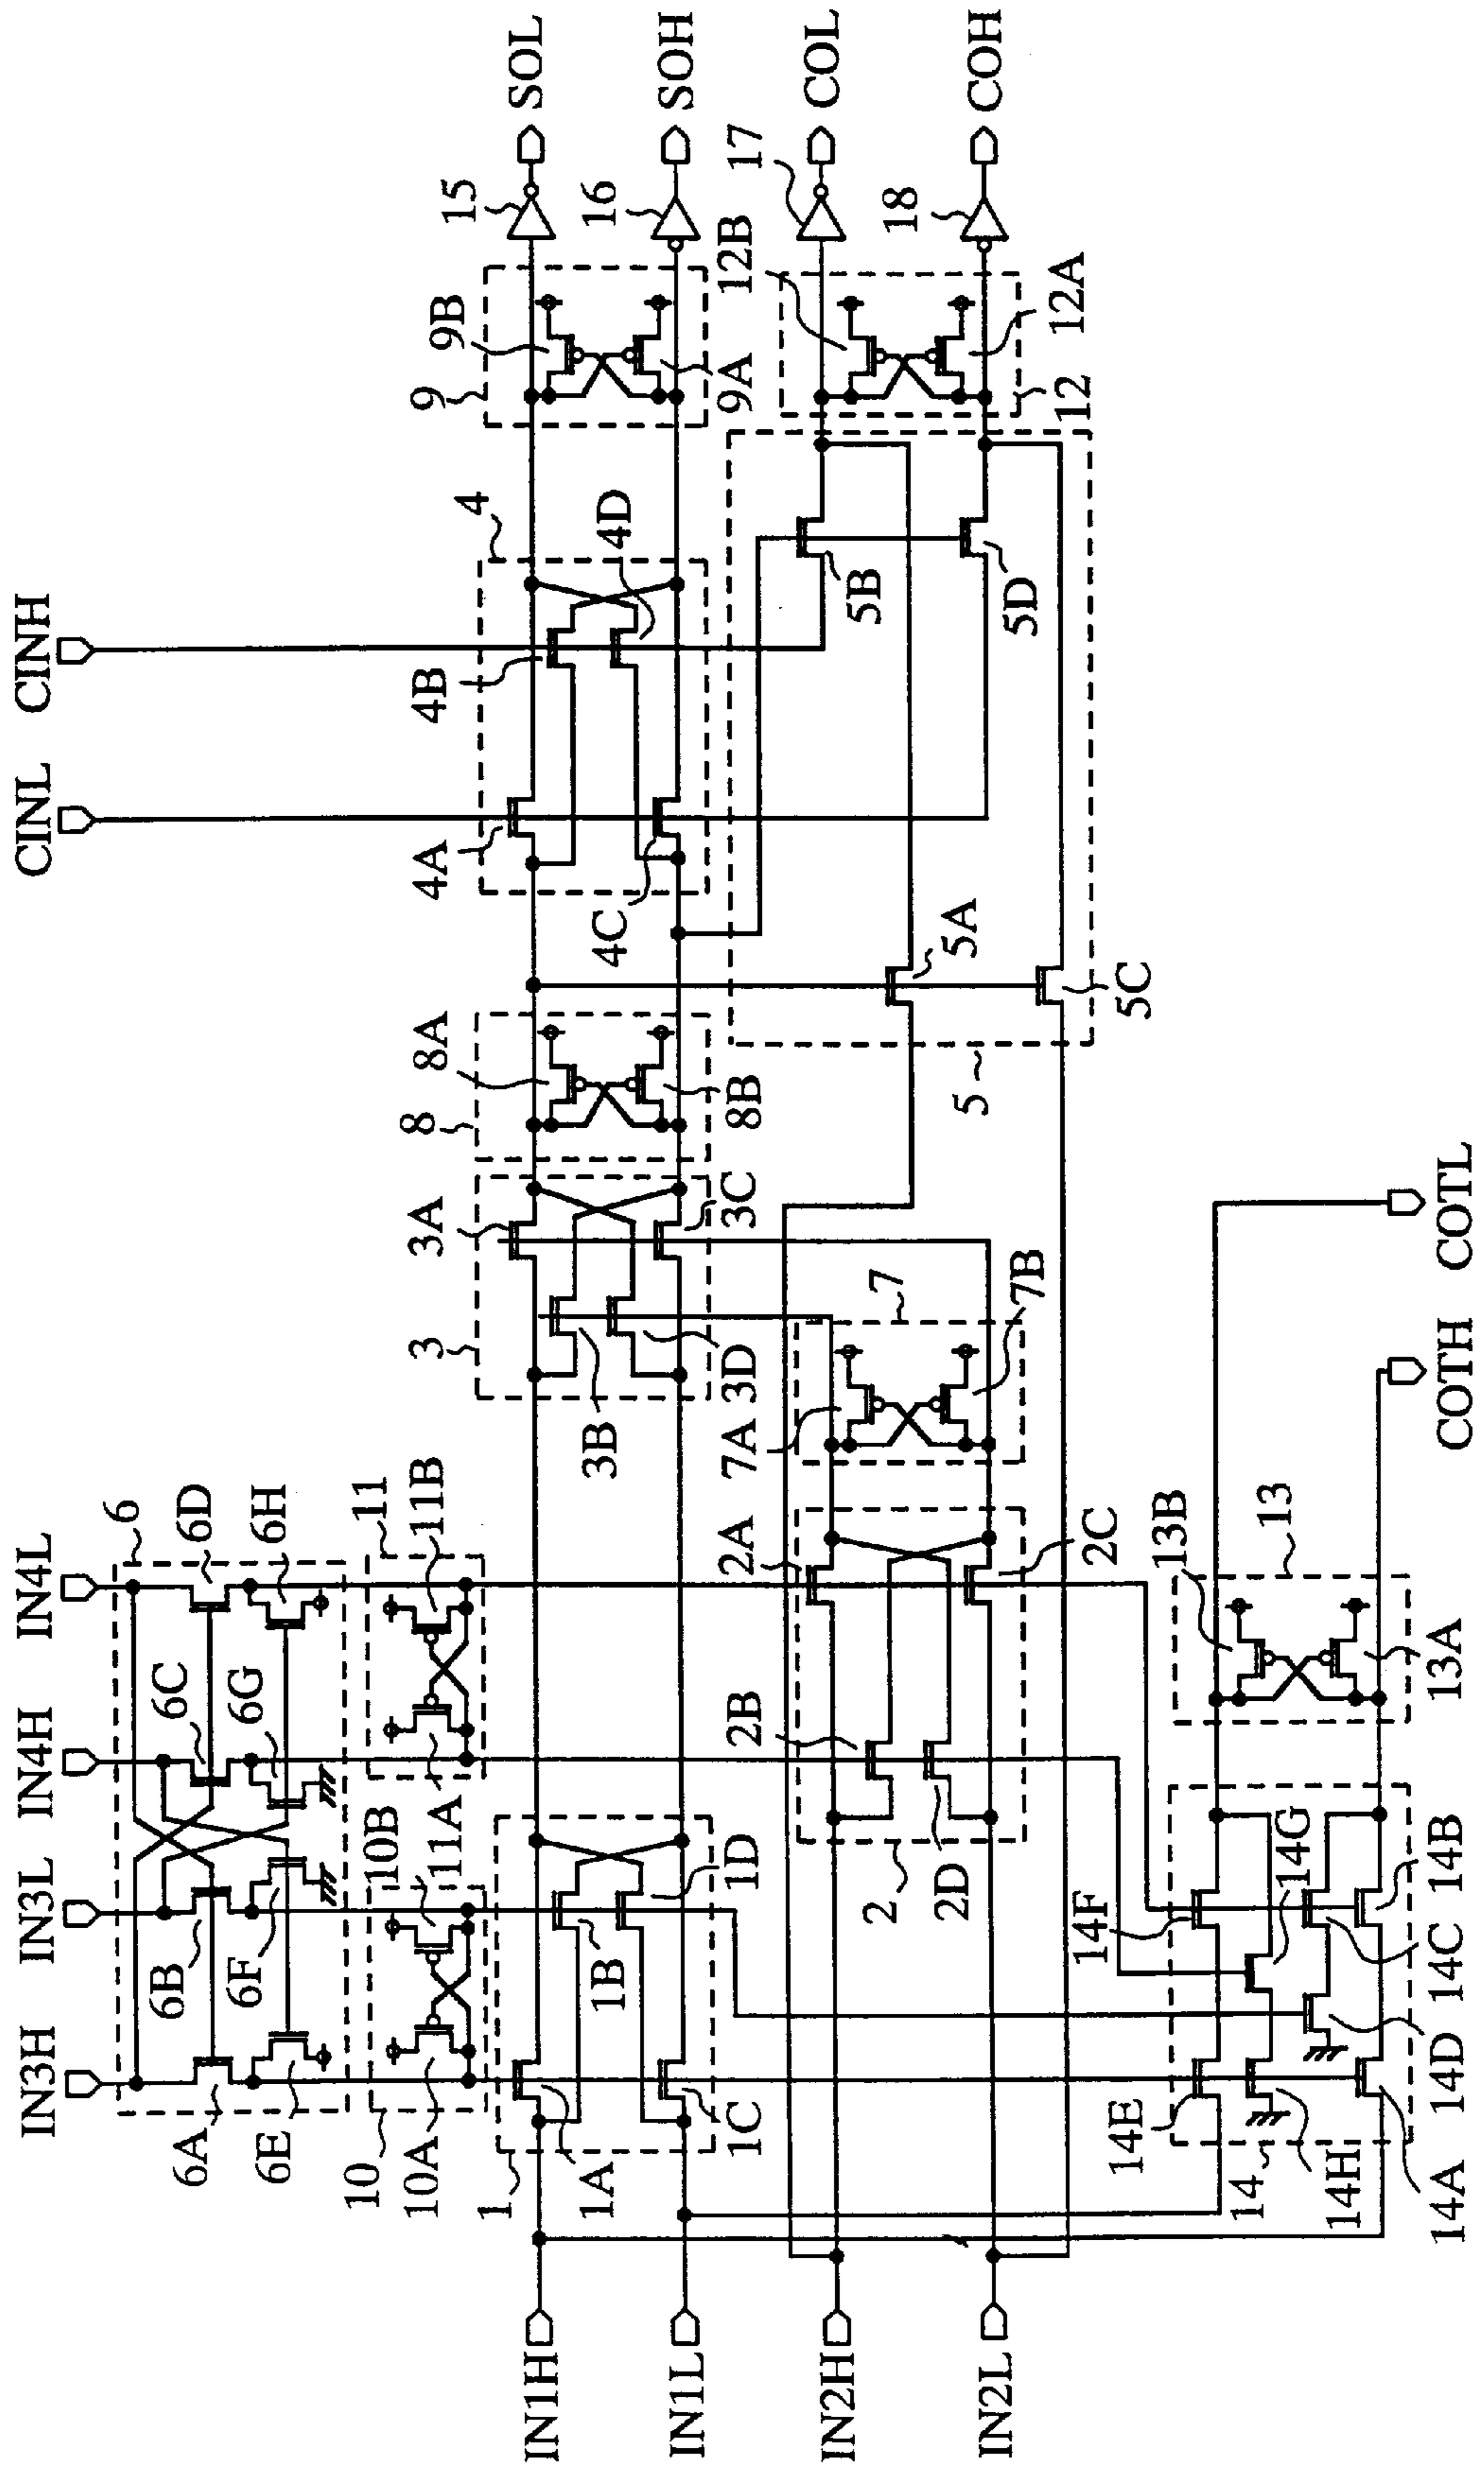 SOL
SOH
COL
COH
15
16
17
18
9
9B
9A
12B
12A
12
4
4D
4B
4A
4C
5B
5D
5A
5C
5
CINH
CINL
8
8A
8B
3
3A
3C
3B
3D
7
7A
7B
COTL
COTH
IN4L
IN4H
IN3L
IN3H
6
6D
6H
6C
6G
6B
6F
6A
6E
11
11B
11A
10B
10
10A
1
1A
1B
1C
1D
2
2A
2B
2C
2D
13
13B
13A
14
14A
14B
14C
14D
14E
14F
14G
14H
IN1H
IN1L
IN2H
IN2L